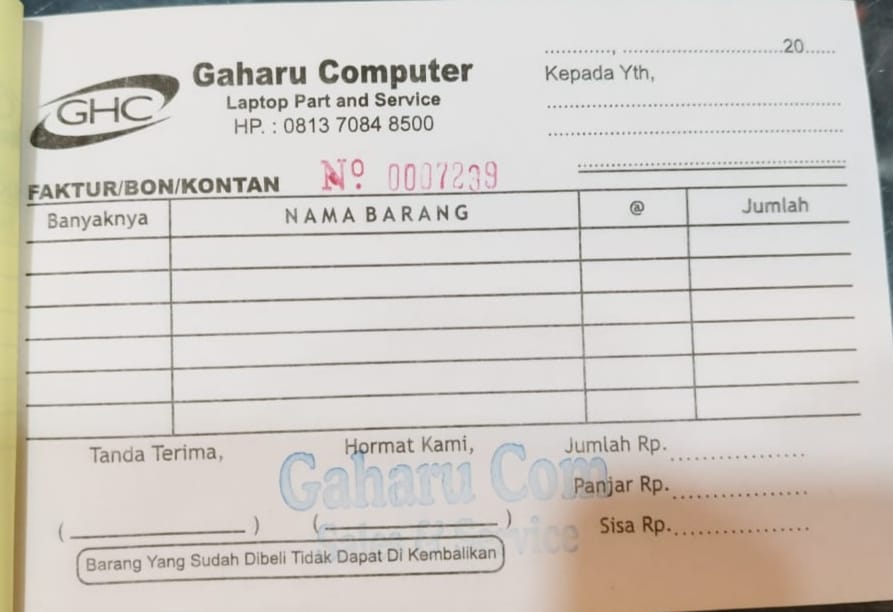 GHC
Gaharu Computer
Laptop Part and Service
HP. : 0813 7084 8500
............, ..............................20......
Kepada Yth,
FAKTUR/BON/KONTAN Nº. 0007239
Banyaknya NAMA BARANG @ Jumlah
Tanda Terima, Hormat Kami, Jumlah Rp.
Gaharu Com
Panjar Rp.
Sales & Service
Sisa Rp.
Barang Yang Sudah Dibeli Tidak Dapat Di Kembalikan